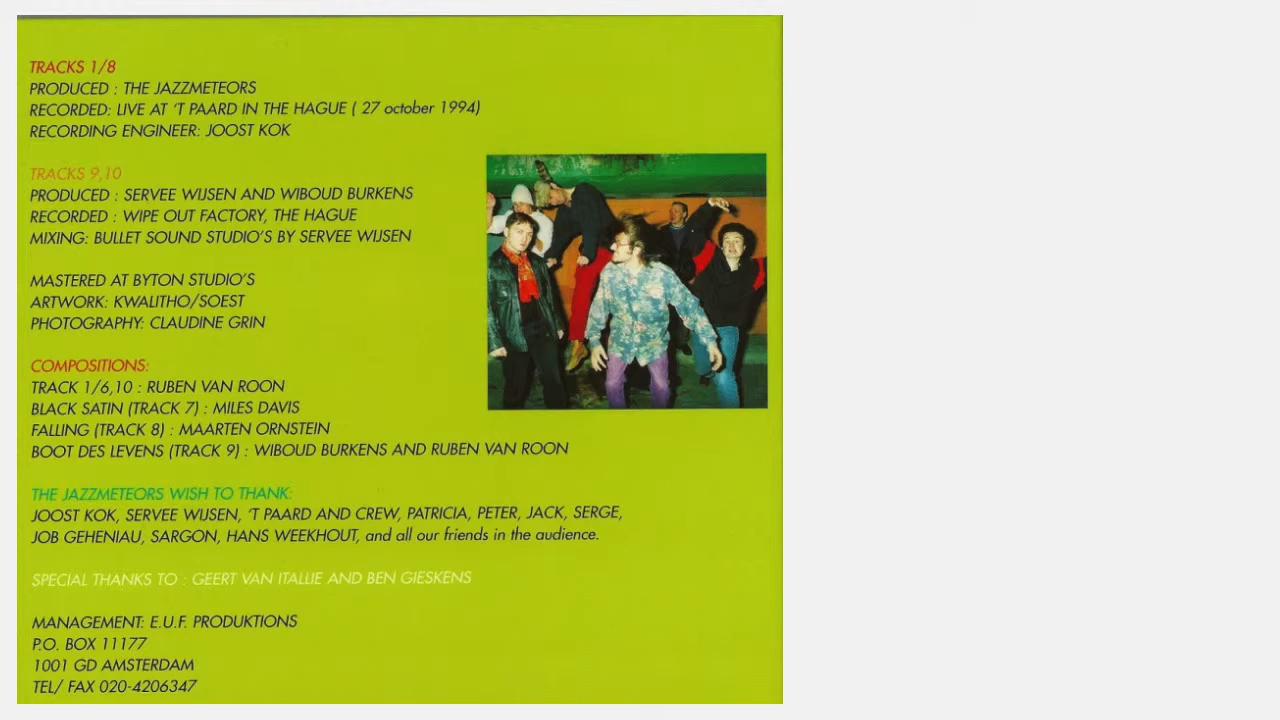 TRACKS 1/8
PRODUCED : THE JAZZMETEORS
RECORDED: LIVE AT 'T PAARD IN THE HAGUE ( 27 october 1994)
RECORDING ENGINEER: JOOST KOK
TRACKS 9,10
PRODUCED : SERVEE WIJSEN AND WIBOUD BURKENS
RECORDED : WIPE OUT FACTORY, THE HAGUE
MIXING: BULLET SOUND STUDIO'S BY SERVEE WIJSEN
MASTERED AT BYTON STUDIO'S
ARTWORK: KWALITHO/SOEST
PHOTOGRAPHY: CLAUDINE GRIN
COMPOSITIONS:
TRACK 1/6,10 : RUBEN VAN ROON
BLACK SATIN (TRACK 7) : MILES DAVIS
FALLING (TRACK 8) : MAARTEN ORNSTEIN
BOOT DES LEVENS (TRACK 9) : WIBOUD BURKENS AND RUBEN VAN ROON
THE JAZZMETEORS WISH TO THANK:
JOOST KOK, SERVEE WIJSEN, 'T PAARD AND CREW, PATRICIA, PETER, JACK, SERGE,
JOB GEHENIAU, SARGON, HANS WEEKHOUT, and all our friends in the audience.
SPECIAL THANKS TO : GEERT VAN ITALLIE AND BEN GIESKENS
MANAGEMENT: E.U.F. PRODUKTIONS
P.O. BOX 11177
1001 GD AMSTERDAM
TEL/ FAX 020-4206347